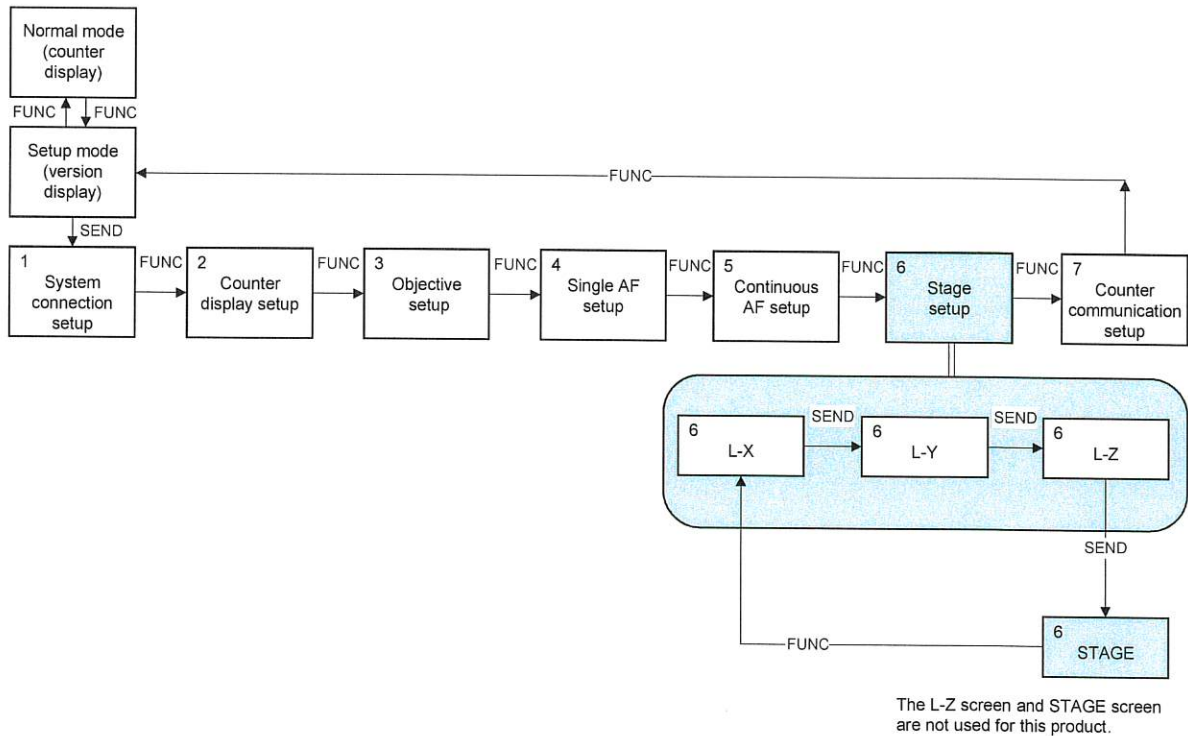 Normal mode
(counter
display)
FUNC
FUNC
Setup mode
(version
display)
FUNC
SEND
1
System
connection
setup
FUNC
2
Counter
display setup
FUNC
3
Objective
setup
FUNC
4
Single AF
setup
FUNC
5
Continuous
AF setup
FUNC
6
Stage
setup
FUNC
7
Counter
communication
setup
6
L-X
SEND
6
L-Y
SEND
6
L-Z
SEND
6
STAGE
FUNC
The L-Z screen and STAGE screen
are not used for this product.